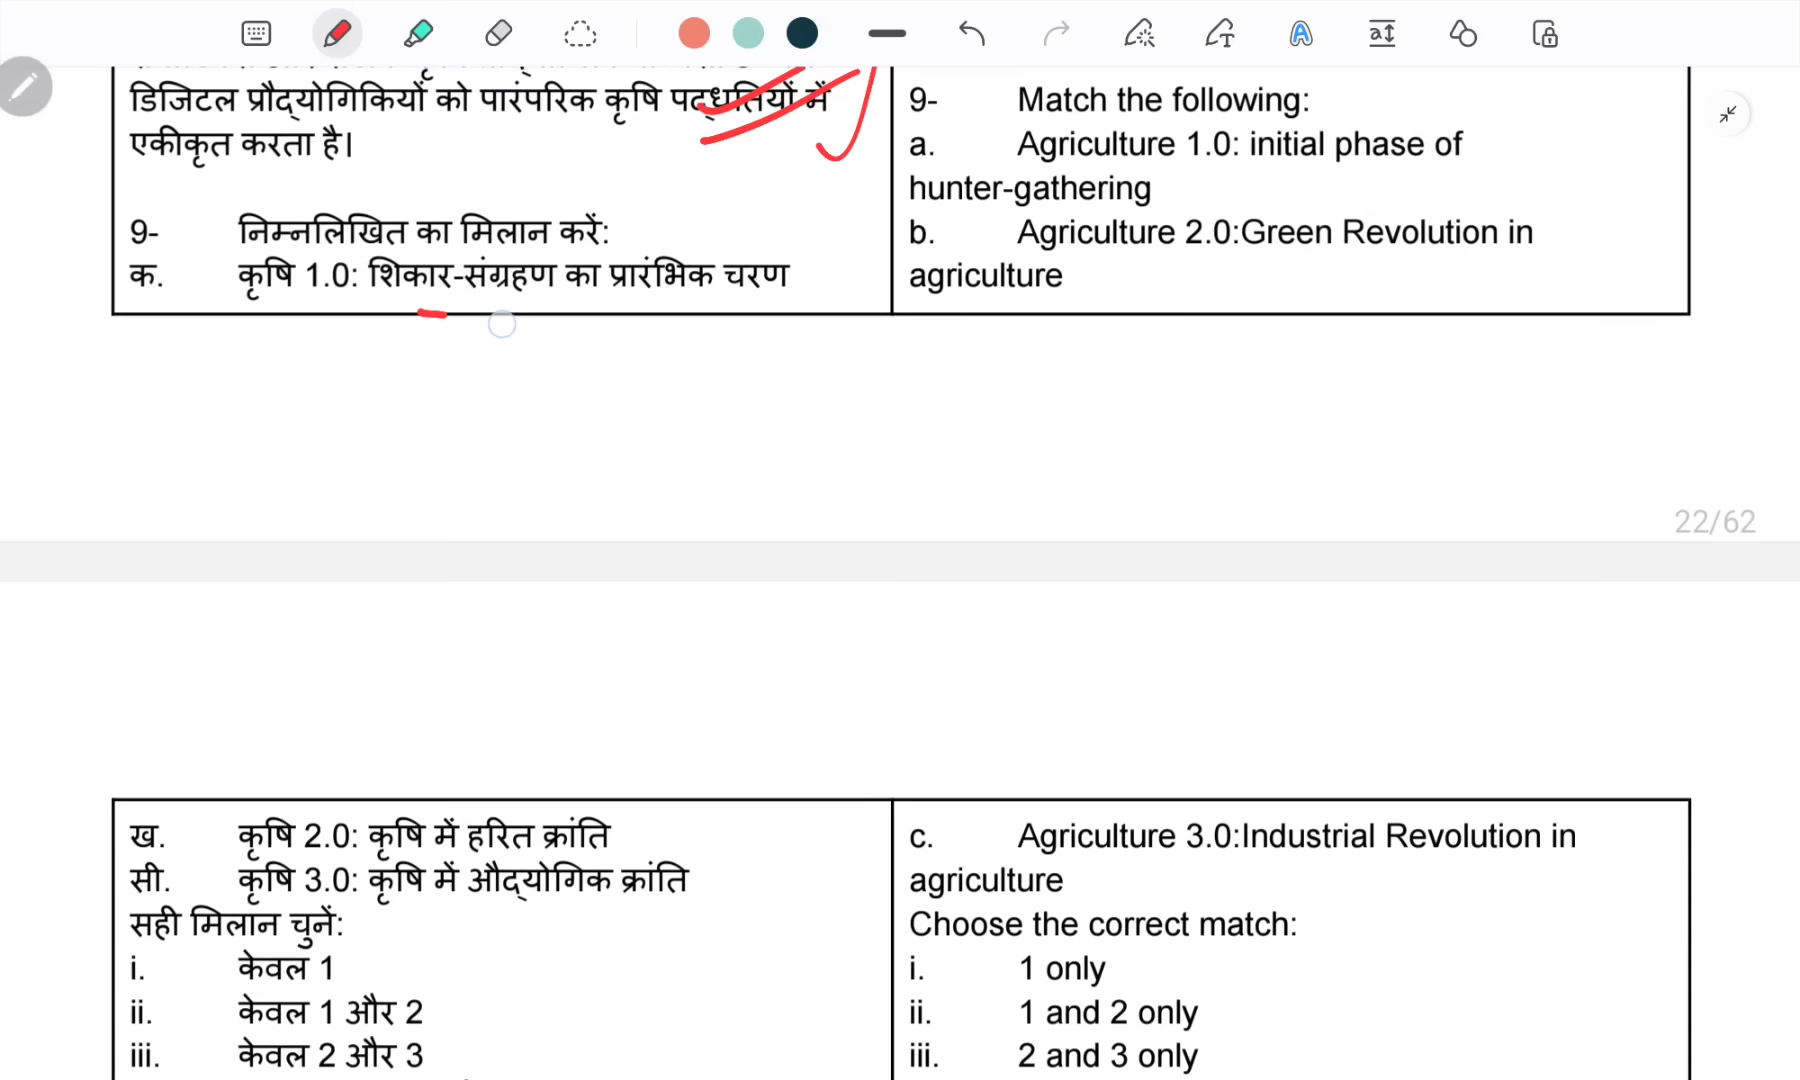 डिजिटल प्रौद्योगिकियों को पारंपरिक कृषि पद्धतियों में
एकीकृत करता है।
9- निम्नलिखित का मिलान करें:
क. कृषि 1.0: शिकार-संग्रहण का प्रारंभिक चरण
9- Match the following:
a. Agriculture 1.0: initial phase of
hunter-gathering
b. Agriculture 2.0:Green Revolution in
agriculture
22/62
ख. कृषि 2.0: कृषि में हरित क्रांति
सी. कृषि 3.0: कृषि में औद्योगिक क्रांति
सही मिलान चुनें:
i. केवल 1
ii. केवल 1 और 2
iii. केवल 2 और 3
c. Agriculture 3.0:Industrial Revolution in
agriculture
Choose the correct match:
i. 1 only
ii. 1 and 2 only
iii. 2 and 3 only